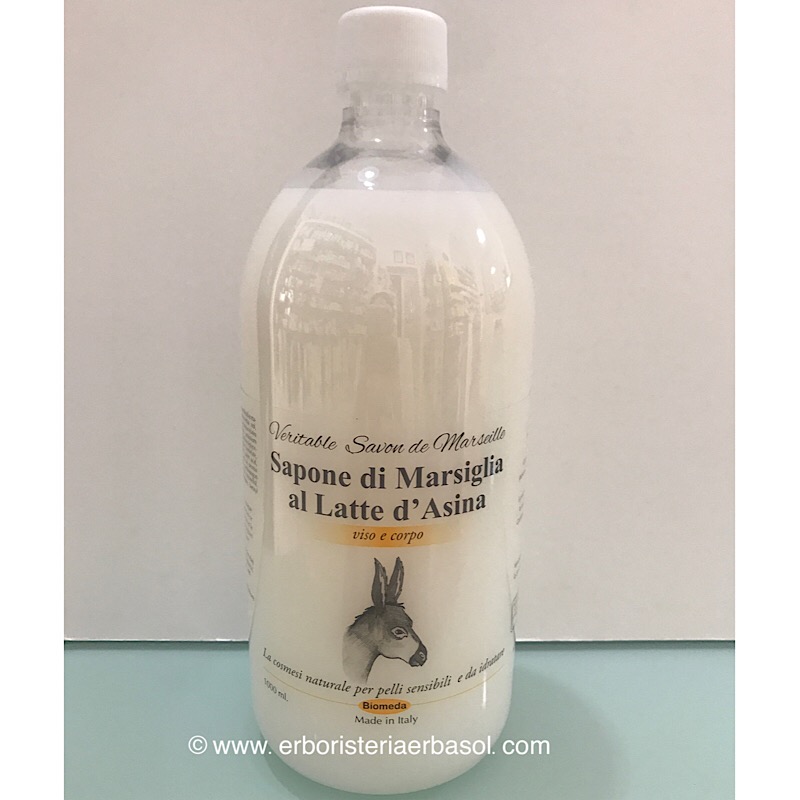 Veritable Savon de Marseille
Sapone di Marsiglia
al Latte d'Asina
viso e corpo
La cosmesi naturale per pelli sensibili e da idratare
1000 ml.
Biomeda
Made in Italy
© www. erboristeriaerbasol. com